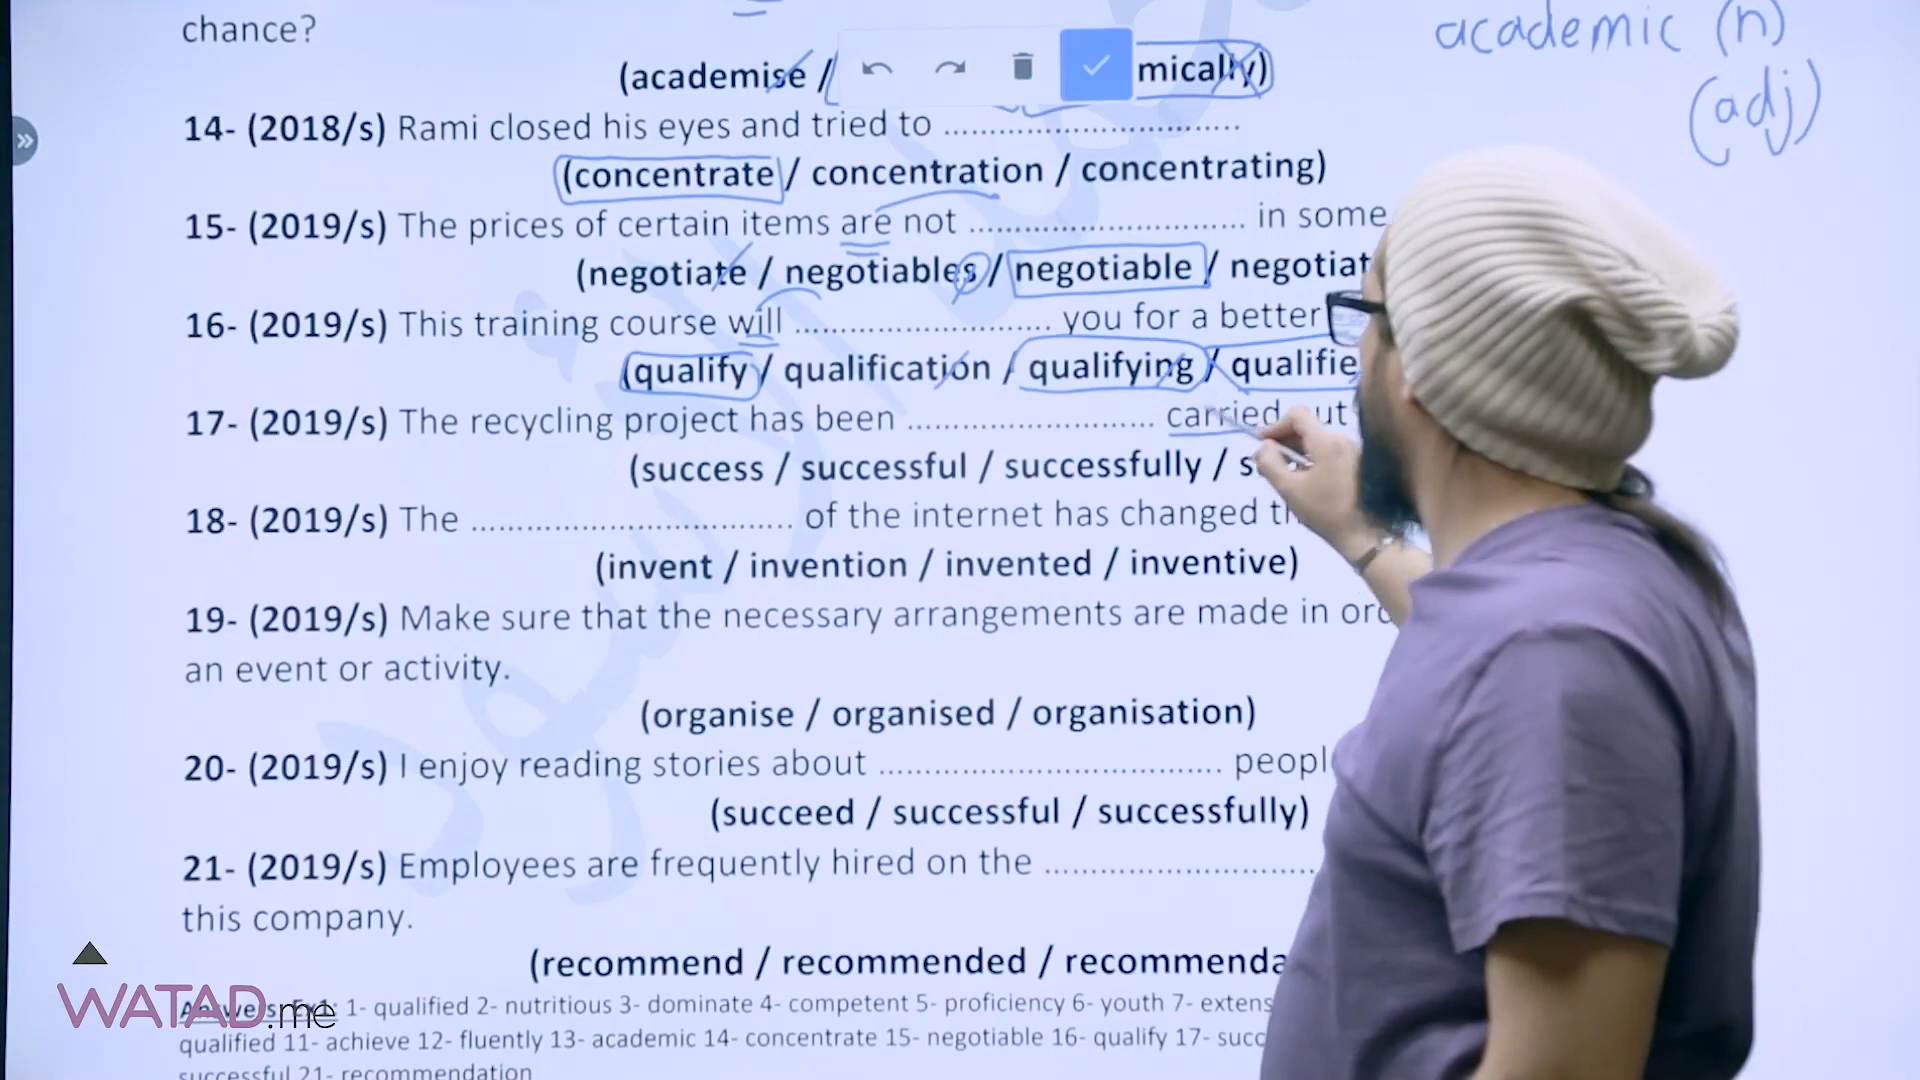 chance?
academic (n)
(adj)
(academise / mically)
14- (2018/s) Rami closed his eyes and tried to ..............................
(concentrate / concentration / concentrating)
15- (2019/s) The prices of certain items are not ............................ in some
(negotiate / negotiables / negotiable / negotiat
16- (2019/s) This training course will .......................... you for a better
(qualify / qualification / qualifying / qualifie
17- (2019/s) The recycling project has been ......................... carried out
(success / successful / successfully / s
18- (2019/s) The ................................. of the internet has changed th
(invent / invention / invented / inventive)
19- (2019/s) Make sure that the necessary arrangements are made in ord
an event or activity.
(organise / organised / organisation)
20- (2019/s) I enjoy reading stories about ................................... peopl
(succeed / successful / successfully)
21- (2019/s) Employees are frequently hired on the ............................
this company.
(recommend / recommended / recommenda
Answers Ex1: 1- qualified 2- nutritious 3- dominate 4- competent 5- proficiency 6- youth 7- extens
qualified 11- achieve 12- fluently 13- academic 14- concentrate 15- negotiable 16- qualify 17- succ
successful 21- recommendation
WATAD.me